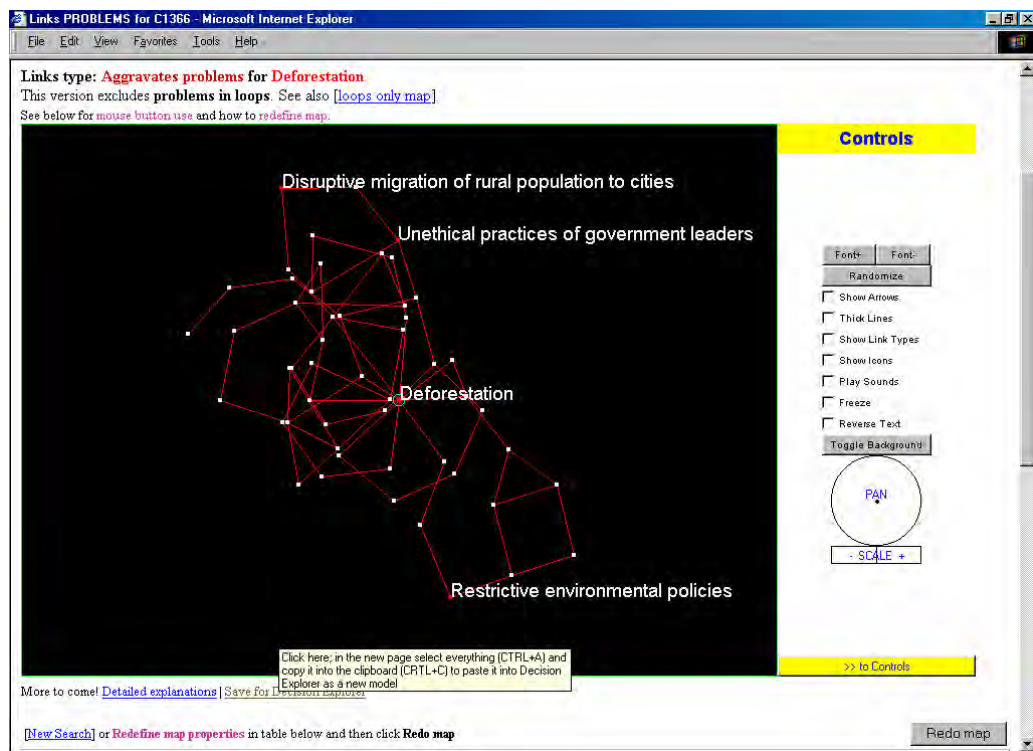 Links PROBLEMS for C1366 - Microsoft Internet Explorer
File Edit View Favorites Tools Help
Links type: Aggravates problems for Deforestation
This version excludes problems in loops. See also [loops only map]
See below for mouse button use and how to redefine map.
Controls
Disruptive migration of rural population to cities
Unethical practices of government leaders
Deforestation
Restrictive environmental policies
Font+ Font-
Randomize
Show Arrows
Thick Lines
Show Link Types
Show Icons
Play Sounds
Freeze
Reverse Text
Toggle Background
PAN
- SCALE +
>> to Controls
Click here; in the new page select everything (CTRL+A) and
copy it into the clipboard (CRTL+C) to paste it into Decision
Explorer as a new model
More to come! Detailed explanations | Save for Decision Explorer
[New Search] or Redefine map properties in table below and then click Redo map
Redo map